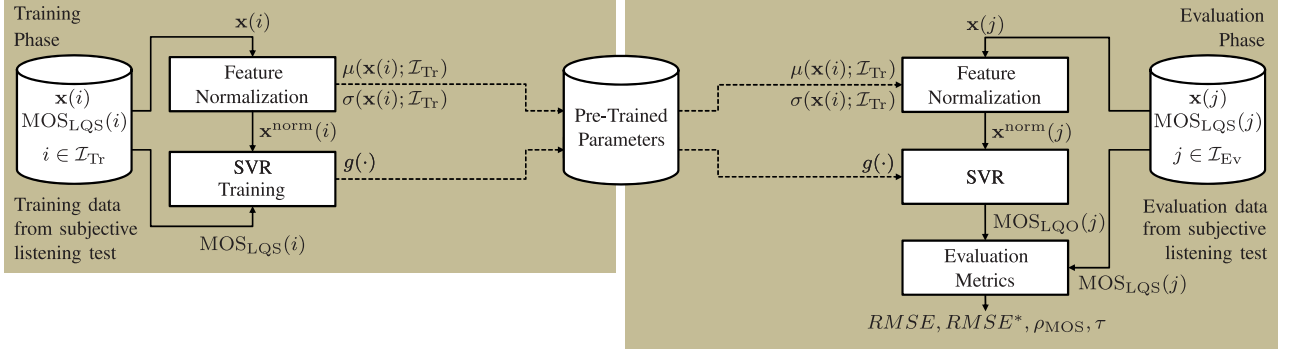 Training
Phase
x(i)
x(i)
MOS_LQS(i)
i ∈ I_Tr
Training data
from subjective
listening test
Feature
Normalization
x^norm(i)
SVR
Training
MOS_LQS(i)
μ(x(i); I_Tr)
σ(x(i); I_Tr)
g(·)
Pre-Trained
Parameters
μ(x(i); I_Tr)
σ(x(i); I_Tr)
g(·)
x(j)
Feature
Normalization
x^norm(j)
SVR
MOS_LQO(j)
Evaluation
Metrics
RMSE, RMSE*, ρ_MOS, τ
Evaluation
Phase
x(j)
MOS_LQS(j)
j ∈ I_Ev
Evaluation data
from subjective
listening test
MOS_LQS(j)